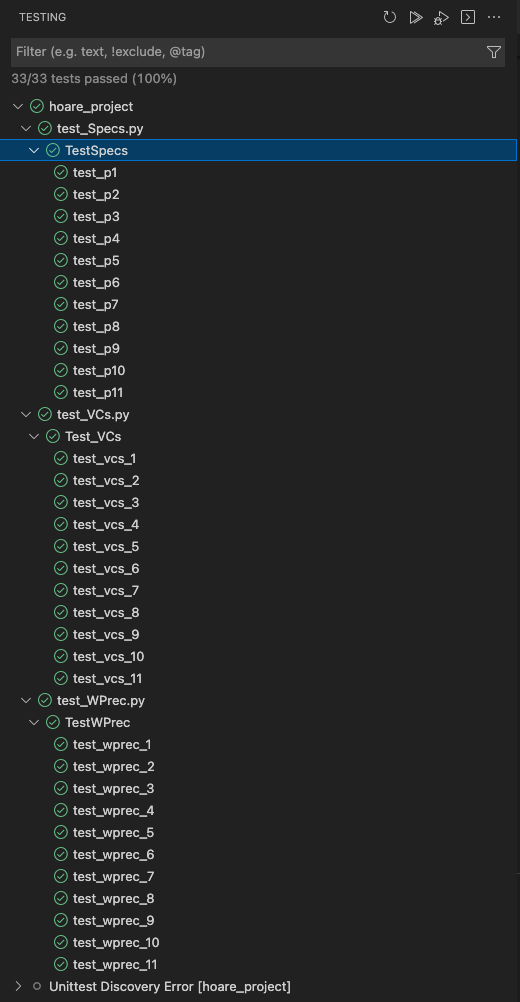 TESTING
Filter (e.g. text, !exclude, @tag)
33/33 tests passed (100%)
hoare_project
test_Specs.py
TestSpecs
test_p1
test_p2
test_p3
test_p4
test_p5
test_p6
test_p7
test_p8
test_p9
test_p10
test_p11
test_VCs.py
Test_VCs
test_vcs_1
test_vcs_2
test_vcs_3
test_vcs_4
test_vcs_5
test_vcs_6
test_vcs_7
test_vcs_8
test_vcs_9
test_vcs_10
test_vcs_11
test_WPrec.py
TestWPrec
test_wprec_1
test_wprec_2
test_wprec_3
test_wprec_4
test_wprec_5
test_wprec_6
test_wprec_7
test_wprec_8
test_wprec_9
test_wprec_10
test_wprec_11
Unittest Discovery Error [hoare_project]